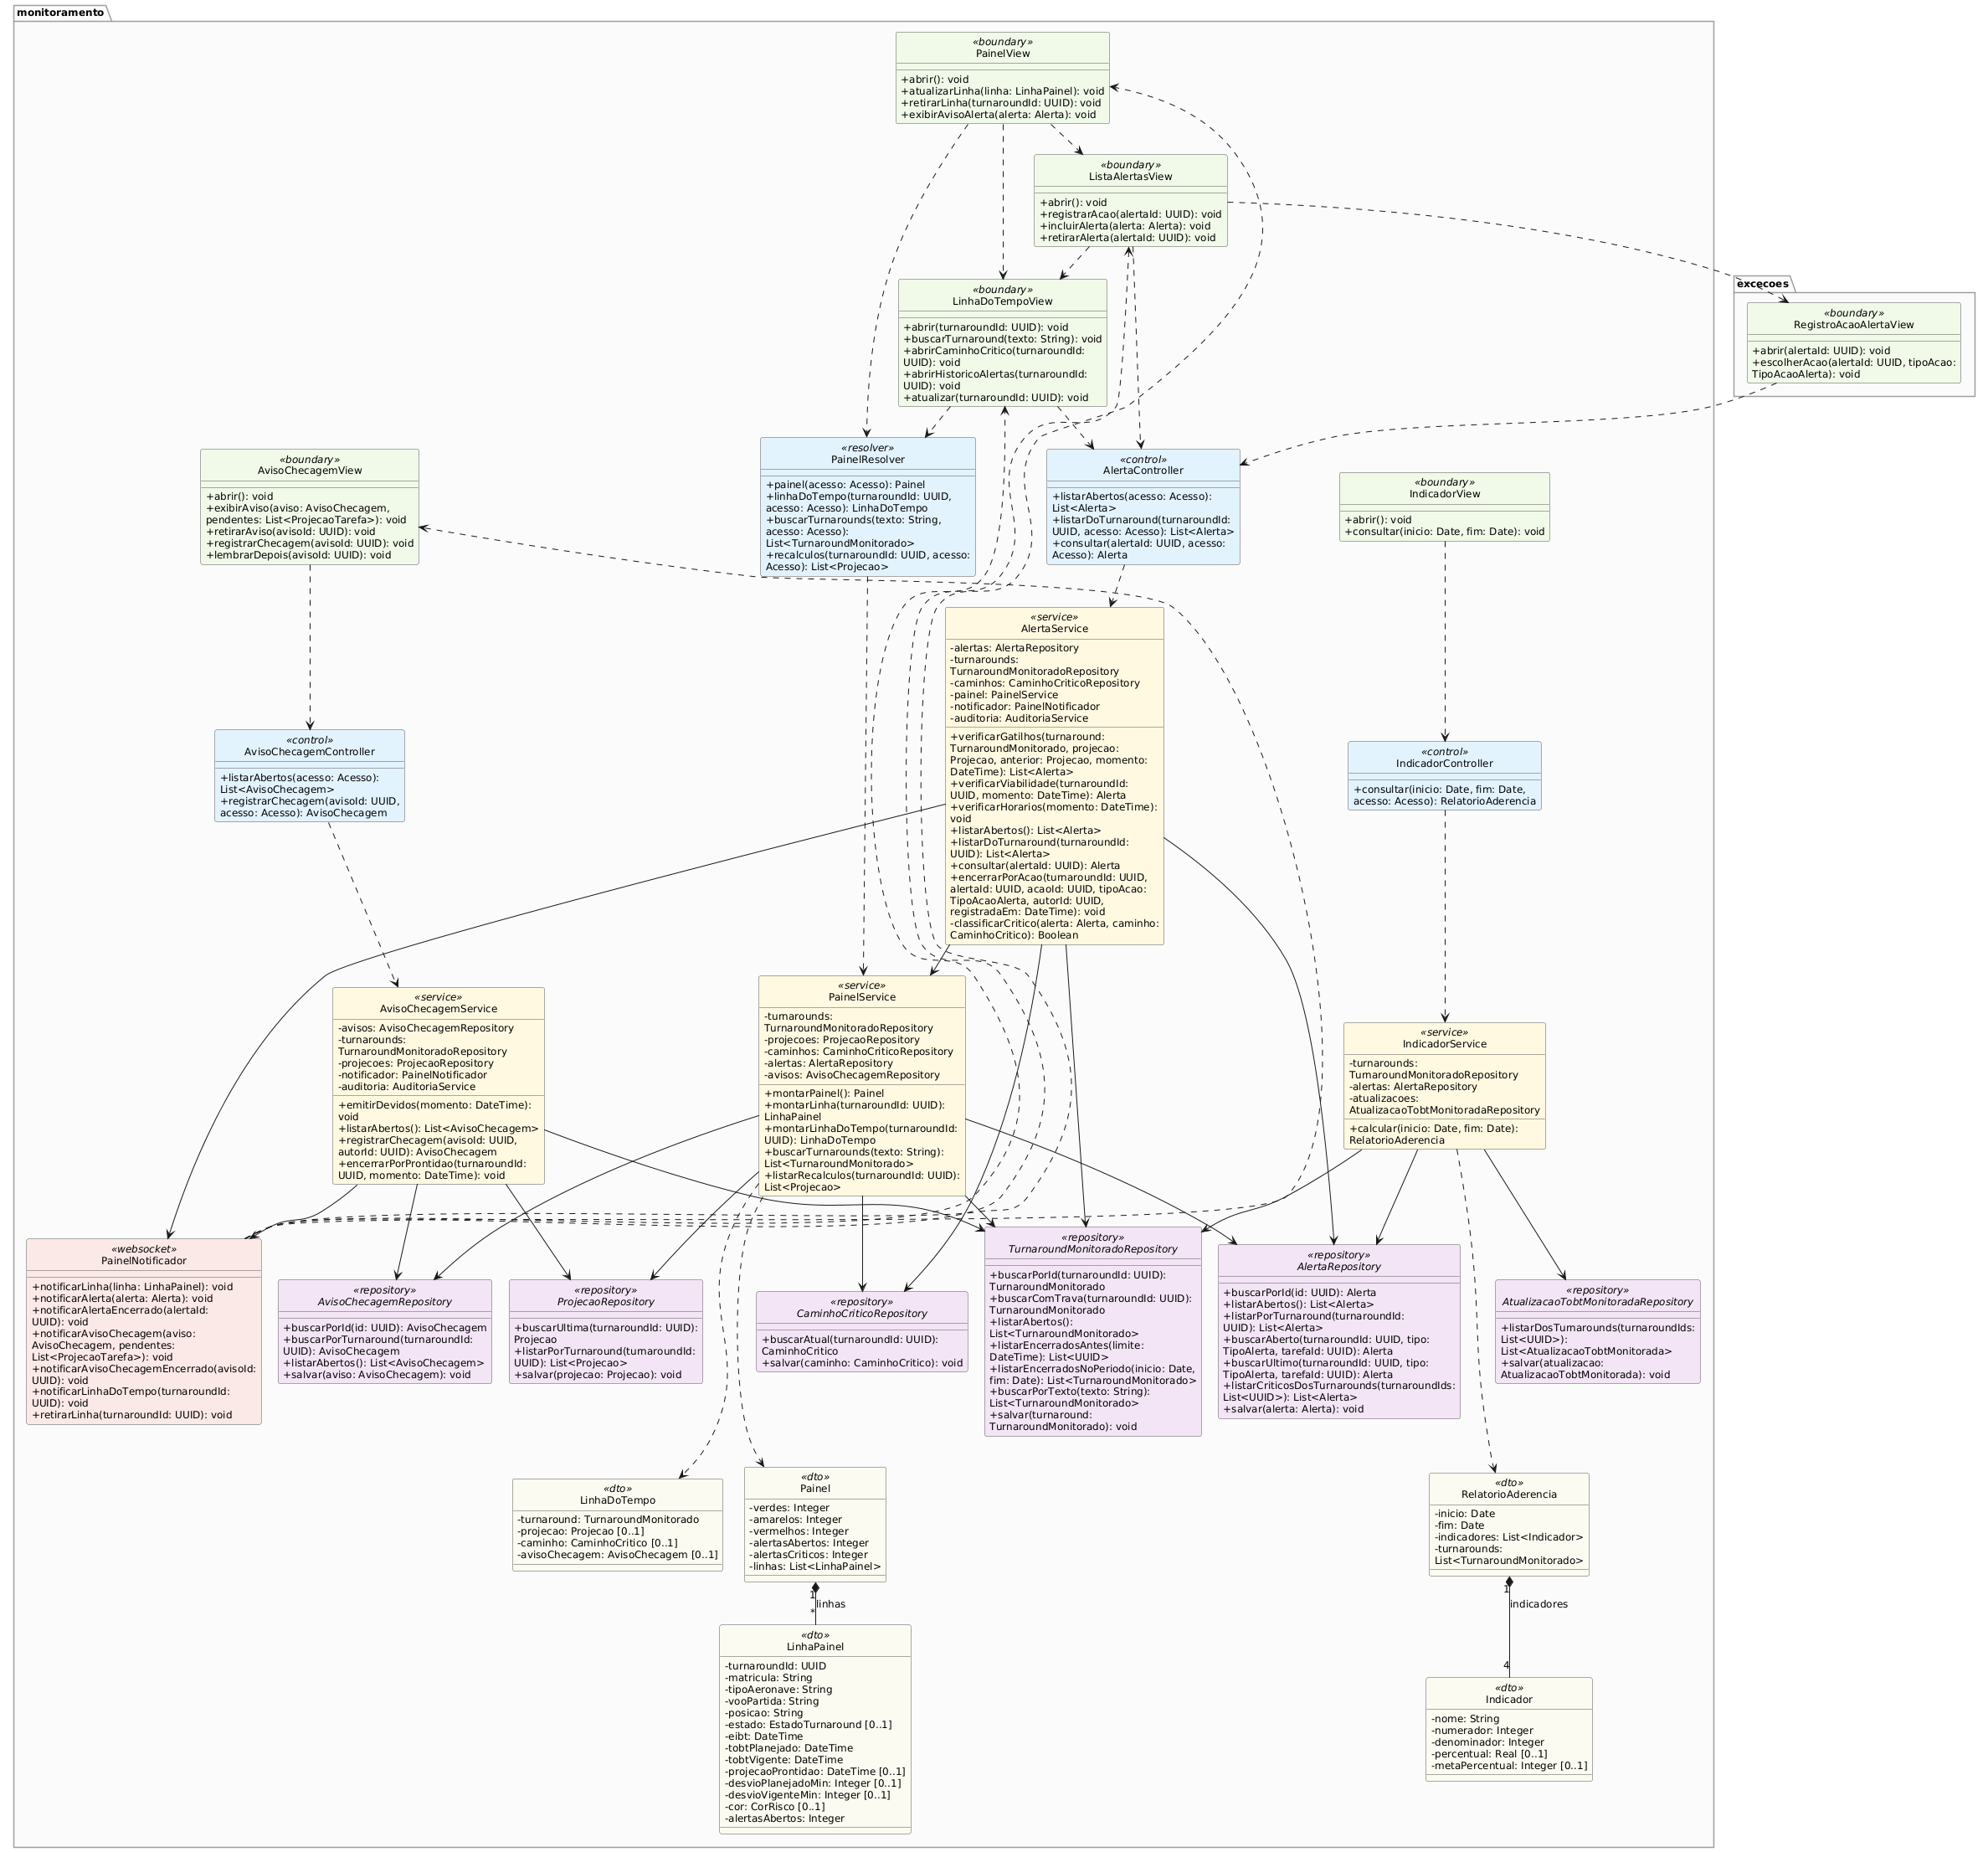 monitoramento
«boundary»
PainelView
+abrir(): void
+atualizarLinha(linha: LinhaPainel): void
+retirarLinha(turnaroundId: UUID): void
+exibirAvisoAlerta(alerta: Alerta): void
«boundary»
ListaAlertasView
+abrir(): void
+registrarAcao(alertaId: UUID): void
+incluirAlerta(alerta: Alerta): void
+retirarAlerta(alertaId: UUID): void
excecoes
«boundary»
RegistroAcaoAlertaView
+abrir(alertaId: UUID): void
+escolherAcao(alertaId: UUID, tipoAcao:
TipoAcaoAlerta): void
«boundary»
LinhaDoTempoView
+abrir(turnaroundId: UUID): void
+buscarTurnaround(texto: String): void
+abrirCaminhoCritico(turnaroundId:
UUID): void
+abrirHistoricoAlertas(turnaroundId:
UUID): void
+atualizar(turnaroundId: UUID): void
«boundary»
AvisoChecagemView
+abrir(): void
+exibirAviso(aviso: AvisoChecagem,
pendentes: List<ProjecaoTarefa>): void
+retirarAviso(avisoId: UUID): void
+registrarChecagem(avisoId: UUID): void
+lembrarDepois(avisoId: UUID): void
«resolver»
PainelResolver
+painel(acesso: Acesso): Painel
+linhaDoTempo(turnaroundId: UUID,
acesso: Acesso): LinhaDoTempo
+buscarTurnarounds(texto: String,
acesso: Acesso):
List<TurnaroundMonitorado>
+recalculos(turnaroundId: UUID, acesso:
Acesso): List<Projecao>
«control»
AlertaController
+listarAbertos(acesso: Acesso):
List<Alerta>
+listarDoTurnaround(turnaroundId:
UUID, acesso: Acesso): List<Alerta>
+consultar(alertaId: UUID, acesso:
Acesso): Alerta
«boundary»
IndicadorView
+abrir(): void
+consultar(inicio: Date, fim: Date): void
«service»
AlertaService
-alertas: AlertaRepository
-turnarounds:
TurnaroundMonitoradoRepository
-caminhos: CaminhoCriticoRepository
-painel: PainelService
-notificador: PainelNotificador
-auditoria: AuditoriaService
+verificarGatilhos(turnaround:
TurnaroundMonitorado, projecao:
Projecao, anterior: Projecao, momento:
DateTime): List<Alerta>
+verificarViabilidade(turnaroundId:
UUID, momento: DateTime): Alerta
+verificarHorarios(momento: DateTime):
void
+listarAbertos(): List<Alerta>
+listarDoTurnaround(turnaroundId:
UUID): List<Alerta>
+consultar(alertaId: UUID): Alerta
+encerrarPorAcao(turnaroundId: UUID,
alertaId: UUID, acaoId: UUID, tipoAcao:
TipoAcaoAlerta, autorId: UUID,
registradaEm: DateTime): void
-classificarCritico(alerta: Alerta, caminho:
CaminhoCritico): Boolean
«control»
AvisoChecagemController
+listarAbertos(acesso: Acesso):
List<AvisoChecagem>
+registrarChecagem(avisoId: UUID,
acesso: Acesso): AvisoChecagem
«control»
IndicadorController
+consultar(inicio: Date, fim: Date,
acesso: Acesso): RelatorioAderencia
«service»
AvisoChecagemService
-avisos: AvisoChecagemRepository
-turnarounds:
TurnaroundMonitoradoRepository
-projecoes: ProjecaoRepository
-notificador: PainelNotificador
-auditoria: AuditoriaService
+emitirDevidos(momento: DateTime):
void
+listarAbertos(): List<AvisoChecagem>
+registrarChecagem(avisoId: UUID,
autorId: UUID): AvisoChecagem
+encerrarPorProntidao(turnaroundId:
UUID, momento: DateTime): void
«service»
PainelService
-turnarounds:
TurnaroundMonitoradoRepository
-projecoes: ProjecaoRepository
-caminhos: CaminhoCriticoRepository
-alertas: AlertaRepository
-avisos: AvisoChecagemRepository
+montarPainel(): Painel
+montarLinha(turnaroundId: UUID):
LinhaPainel
+montarLinhaDoTempo(turnaroundId:
UUID): LinhaDoTempo
+buscarTurnarounds(texto: String):
List<TurnaroundMonitorado>
+listarRecalculos(turnaroundId: UUID):
List<Projecao>
«service»
IndicadorService
-turnarounds:
TurnaroundMonitoradoRepository
-alertas: AlertaRepository
-atualizacoes:
AtualizacaoTobtMonitoradaRepository
+calcular(inicio: Date, fim: Date):
RelatorioAderencia
«websocket»
PainelNotificador
+notificarLinha(linha: LinhaPainel): void
+notificarAlerta(alerta: Alerta): void
+notificarAlertaEncerrado(alertaId:
UUID): void
+notificarAvisoChecagem(aviso:
AvisoChecagem, pendentes:
List<ProjecaoTarefa>): void
+notificarAvisoChecagemEncerrado(avisoId:
UUID): void
+notificarLinhaDoTempo(turnaroundId:
UUID): void
+retirarLinha(turnaroundId: UUID): void
«repository»
AvisoChecagemRepository
+buscarPorId(id: UUID): AvisoChecagem
+buscarPorTurnaround(turnaroundId:
UUID): AvisoChecagem
+listarAbertos(): List<AvisoChecagem>
+salvar(aviso: AvisoChecagem): void
«repository»
ProjecaoRepository
+buscarUltima(turnaroundId: UUID):
Projecao
+listarPorTurnaround(turnaroundId:
UUID): List<Projecao>
+salvar(projecao: Projecao): void
«repository»
CaminhoCriticoRepository
+buscarAtual(turnaroundId: UUID):
CaminhoCritico
+salvar(caminho: CaminhoCritico): void
«repository»
TurnaroundMonitoradoRepository
+buscarPorId(turnaroundId: UUID):
TurnaroundMonitorado
+buscarComTrava(turnaroundId: UUID):
TurnaroundMonitorado
+listarAbertos():
List<TurnaroundMonitorado>
+listarEncerradosAntes(limite:
DateTime): List<UUID>
+listarEncerradosNoPeriodo(inicio: Date,
fim: Date): List<TurnaroundMonitorado>
+buscarPorTexto(texto: String):
List<TurnaroundMonitorado>
+salvar(turnaround:
TurnaroundMonitorado): void
«repository»
AlertaRepository
+buscarPorId(id: UUID): Alerta
+listarAbertos(): List<Alerta>
+listarPorTurnaround(turnaroundId:
UUID): List<Alerta>
+buscarAberto(turnaroundId: UUID, tipo:
TipoAlerta, tarefaId: UUID): Alerta
+buscarUltimo(turnaroundId: UUID, tipo:
TipoAlerta, tarefaId: UUID): Alerta
+listarCriticosDosTurnarounds(turnaroundIds:
List<UUID>): List<Alerta>
+salvar(alerta: Alerta): void
«repository»
AtualizacaoTobtMonitoradaRepository
+listarDosTurnarounds(turnaroundIds:
List<UUID>):
List<AtualizacaoTobtMonitorada>
+salvar(atualizacao:
AtualizacaoTobtMonitorada): void
«dto»
LinhaDoTempo
-turnaround: TurnaroundMonitorado
-projecao: Projecao [0..1]
-caminho: CaminhoCritico [0..1]
-avisoChecagem: AvisoChecagem [0..1]
«dto»
Painel
-verdes: Integer
-amarelos: Integer
-vermelhos: Integer
-alertasAbertos: Integer
-alertasCriticos: Integer
-linhas: List<LinhaPainel>
1
linhas
*
«dto»
LinhaPainel
-turnaroundId: UUID
-matricula: String
-tipoAeronave: String
-vooPartida: String
-posicao: String
-estado: EstadoTurnaround [0..1]
-eibt: DateTime
-tobtPlanejado: DateTime
-tobtVigente: DateTime
-projecaoProntidao: DateTime [0..1]
-desvioPlanejadoMin: Integer [0..1]
-desvioVigenteMin: Integer [0..1]
-cor: CorRisco [0..1]
-alertasAbertos: Integer
«dto»
RelatorioAderencia
-inicio: Date
-fim: Date
-indicadores: List<Indicador>
-turnarounds:
List<TurnaroundMonitorado>
1
indicadores
4
«dto»
Indicador
-nome: String
-numerador: Integer
-denominador: Integer
-percentual: Real [0..1]
-metaPercentual: Integer [0..1]